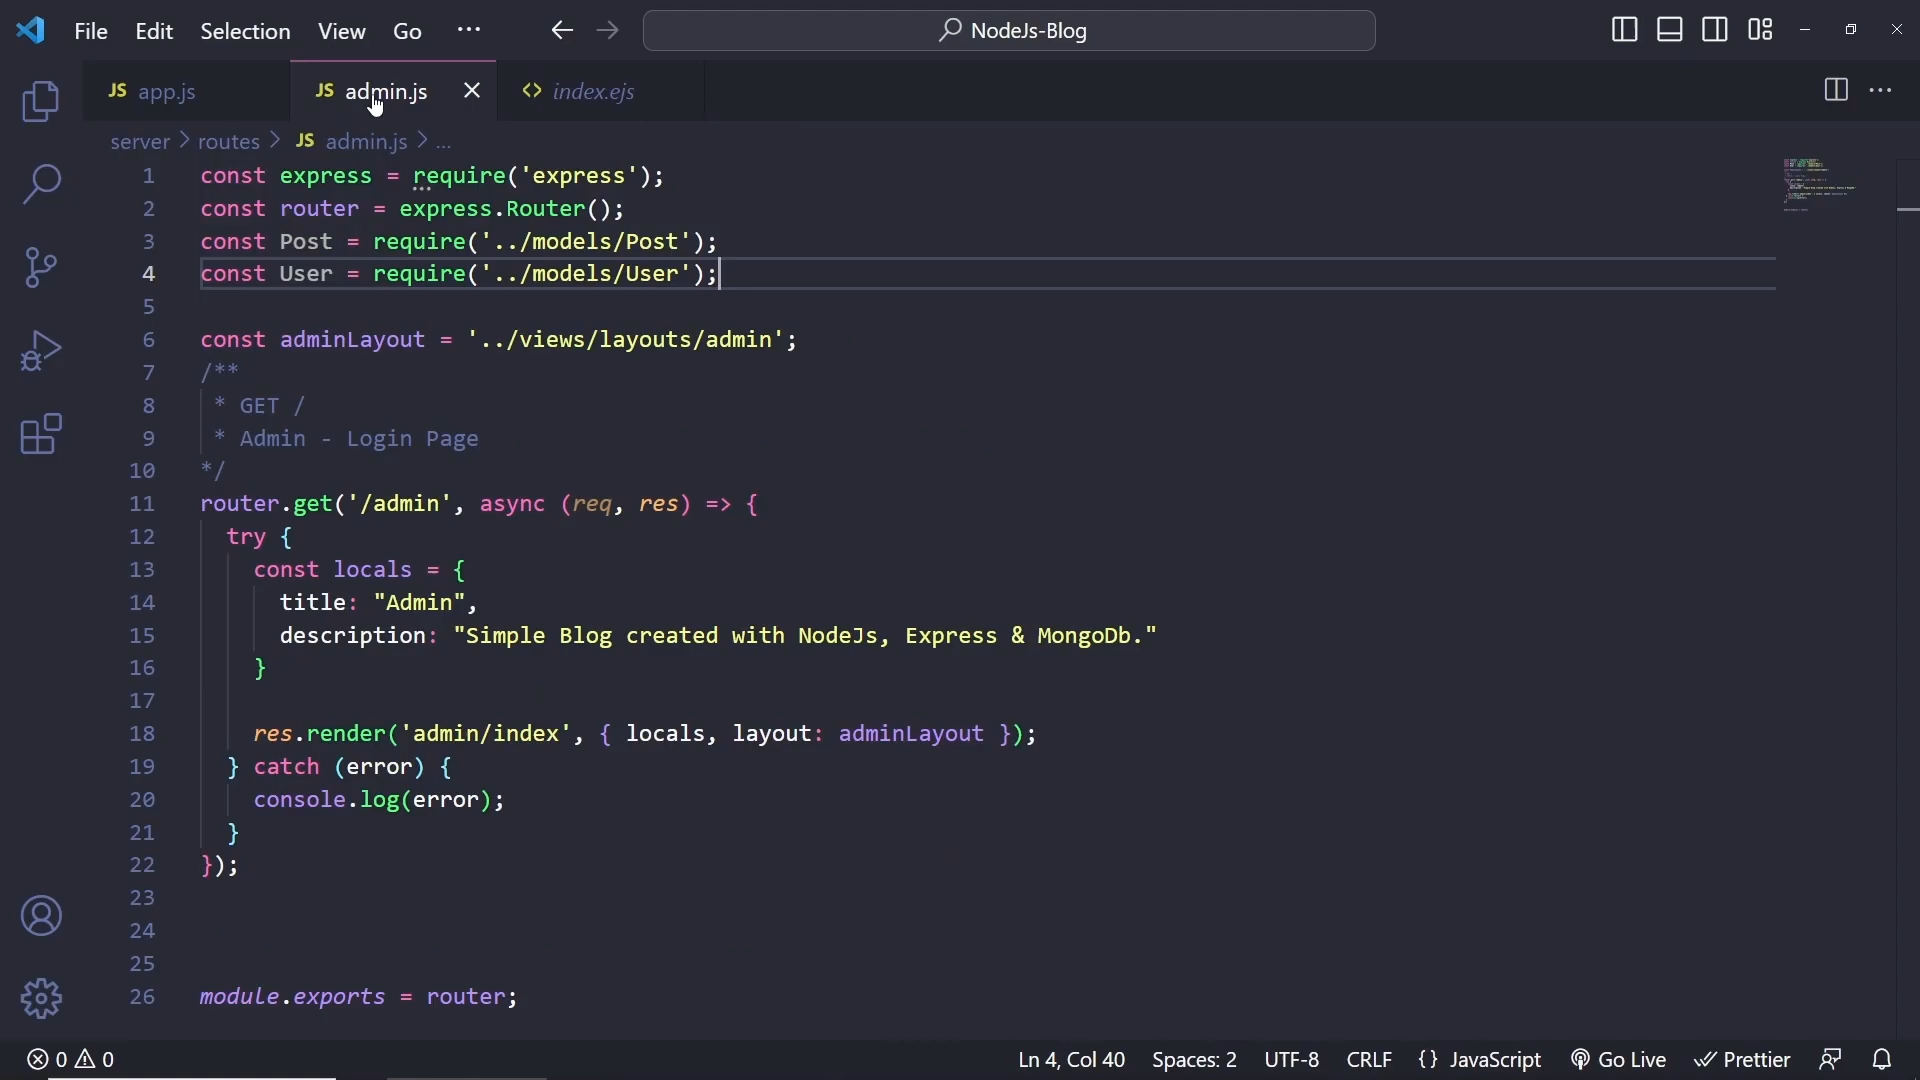 File Edit Selection View Go ... NodeJs-Blog
JS app.js JS admin.js <> index.ejs
server > routes > JS admin.js > ...
1 const express = require('express');
2 const router = express.Router();
3 const Post = require('../models/Post');
4 const User = require('../models/User');
5
6 const adminLayout = '../views/layouts/admin';
7 /**
8 * GET /
9 * Admin - Login Page
10 */
11 router.get('/admin', async (req, res) => {
12 try {
13 const locals = {
14 title: "Admin",
15 description: "Simple Blog created with NodeJs, Express & MongoDb."
16 }
17
18 res.render('admin/index', { locals, layout: adminLayout });
19 } catch (error) {
20 console.log(error);
21 }
22 });
23
24
25
26 module.exports = router;
0 0 Ln 4, Col 40 Spaces: 2 UTF-8 CRLF {} JavaScript Go Live Prettier